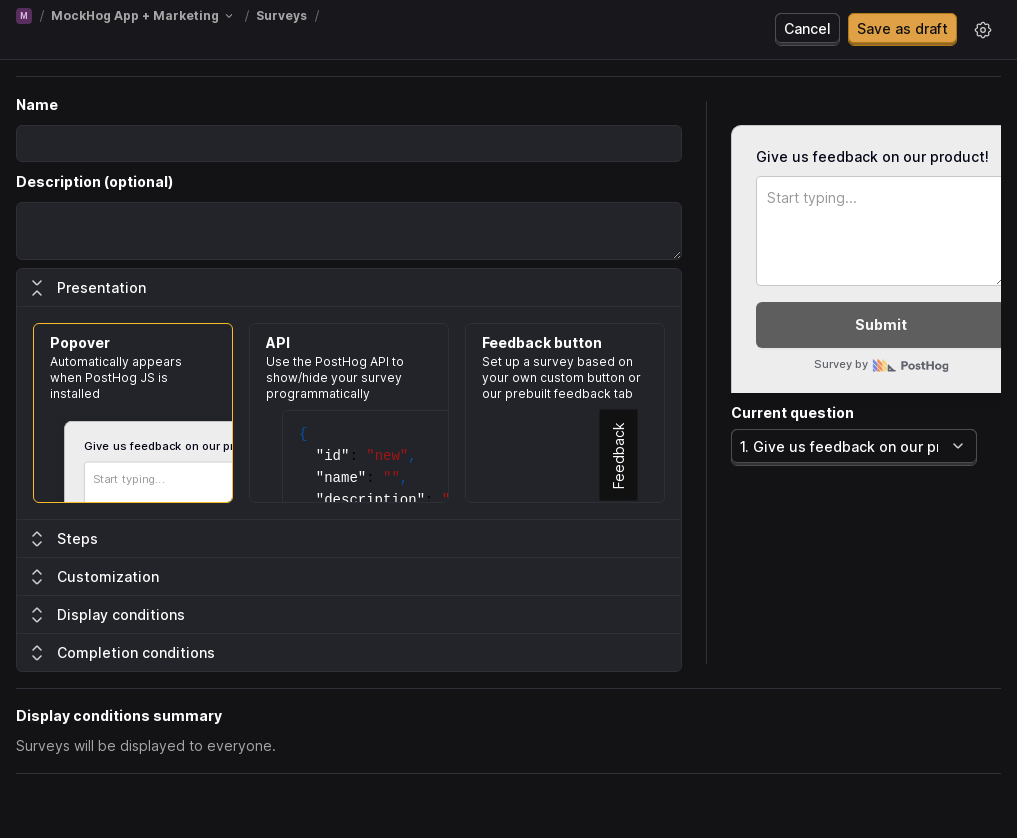 M / MockHog App + Marketing / Surveys /
Cancel
Save as draft
Name
Description (optional)
Presentation
Popover
Automatically appears
when PostHog JS is
installed
Give us feedback on our pr
Start typing...
API
Use the PostHog API to
show/hide your survey
programmatically
{
"id": "new",
"name": "",
"description": "
Feedback button
Set up a survey based on
your own custom button or
our prebuilt feedback tab
Feedback
Steps
Customization
Display conditions
Completion conditions
Give us feedback on our product!
Start typing...
Submit
Survey by PostHog
Current question
1. Give us feedback on our pr
Display conditions summary
Surveys will be displayed to everyone.